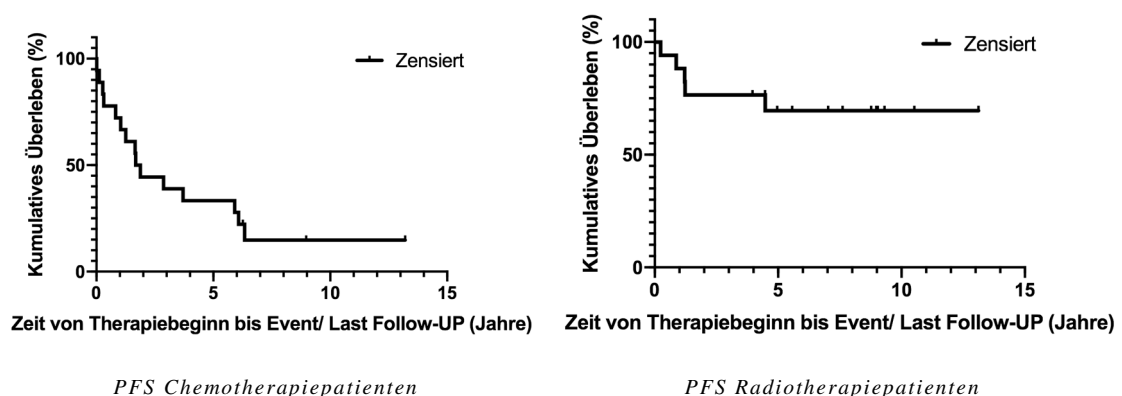 Kumulatives Überleben (%)
100
50
0
0 5 10 15
Zensiert
Zeit von Therapiebeginn bis Event/ Last Follow-UP (Jahre)
PFS Chemotherapiepatienten
Kumulatives Überleben (%)
100
50
0
0 5 10 15
Zensiert
Zeit von Therapiebeginn bis Event/ Last Follow-UP (Jahre)
PFS Radiotherapiepatienten